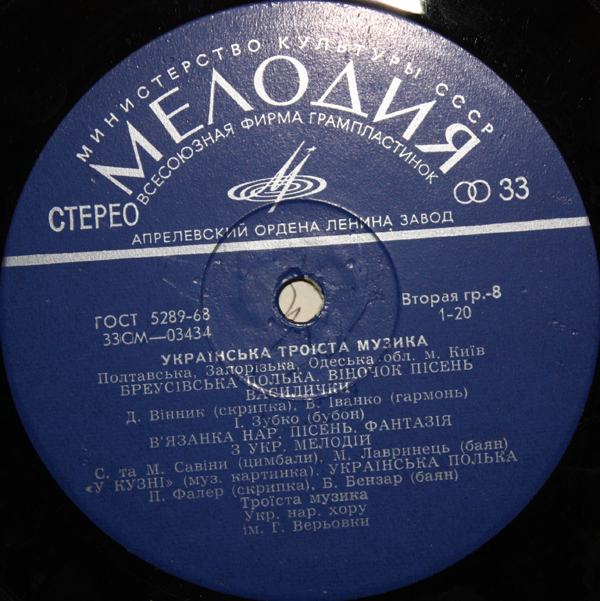 МИНИСТЕРСТВО КУЛЬТУРЫ СССР
МЕЛОДИЯ
ВСЕСОЮЗНАЯ ФИРМА ГРАМПЛАСТИНОК
СТЕРЕО
33
АПРЕЛЕВСКИЙ ОРДЕНА ЛЕНИНА ЗАВОД
ГОСТ 5289-68
33СМ—03434
Вторая гр.-8
1-20
УКРАЇНСЬКА ТРОЇСТА МУЗИКА
Полтавська, Запорізька, Одеська обл. м. Київ
БРЕУСІВСЬКА ПОЛЬКА. ВІНОЧОК ПІСЕНЬ
ВАСИЛИЧКИ
Д. Вінник (скрипка), В. Іванко (гармонь)
І. Зубко (бубон)
В'ЯЗАНКА НАР. ПІСЕНЬ. ФАНТАЗІЯ
З УКР. МЕЛОДІЙ
С. та М. Савіни (цимбали), М. Лавринець (баян)
«У КУЗНІ» (муз. картинка). УКРАЇНСЬКА ПОЛЬКА
П. Фалер (скрипка), Б. Бензар (баян)
Троїста музика
Укр. нар. хору
ім. Г. Верьовки